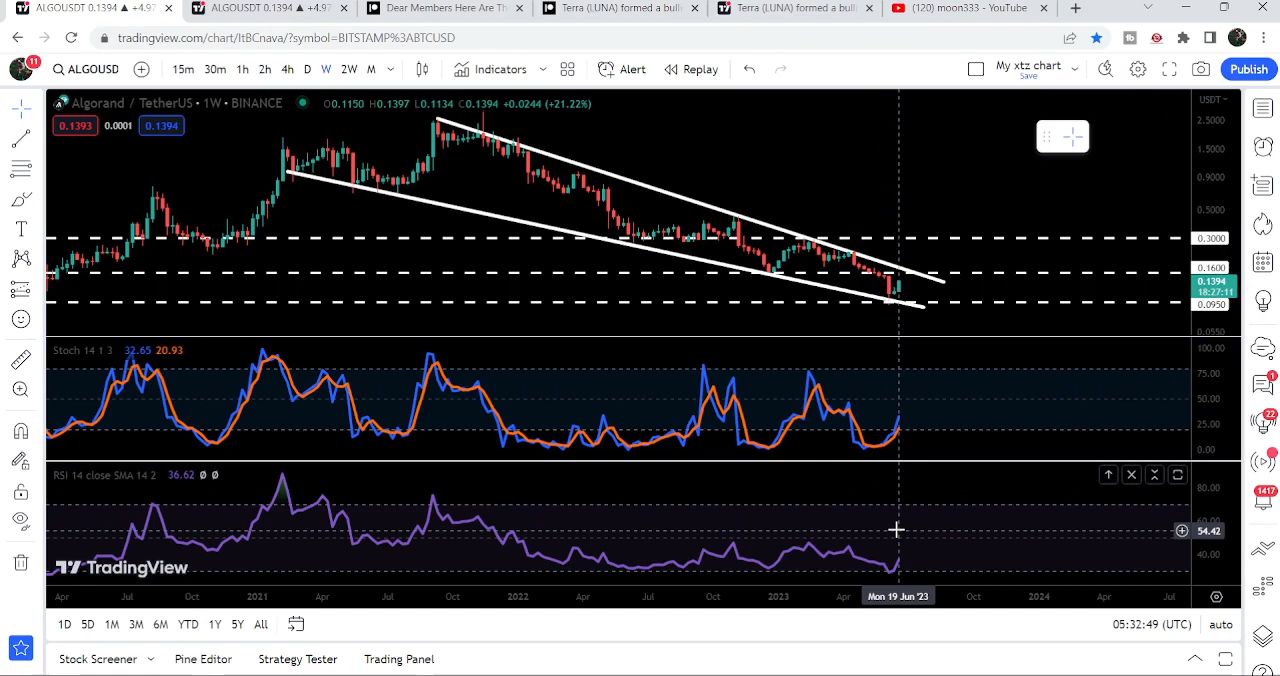 ALGOUSDT 0.1394 ▲ +4.97
ALGOUSDT 0.1394 ▲ +4.97
Dear Members Here Are Th
Terra (LUNA) formed a bulli
Terra (LUNA) formed a bulli
(120) moon333 - YouTube
tradingview.com/chart/ItBCnava/?symbol=BITSTAMP%3ABTCUSD
11
ALGOUSD
15m 30m 1h 2h 4h D W 2W M
Indicators
Alert
Replay
My xtz chart
Save
Publish
Algorand / TetherUS • 1W • BINANCE
O0.1150 H0.1397 L0.1134 C0.1394 +0.0244 (+21.22%)
USDT
0.1393 0.0001 0.1394
2.5000
1.5000
0.9000
0.5000
0.3000
0.1600
0.1394
18:27:11
0.0950
0.0550
Stoch 14 1 3 32.65 20.93
100.00
75.00
50.00
25.00
0.00
RSI 14 close SMA 14 2 36.62 Ø Ø
80.00
60.00
54.42
40.00
TradingView
Apr Jul Oct 2021 Apr Jul Oct 2022 Apr Jul Oct 2023 Apr Mon 19 Jun '23 Oct 2024 Apr Jul
1D 5D 1M 3M 6M YTD 1Y 5Y All
05:32:49 (UTC)
auto
Stock Screener
Pine Editor
Strategy Tester
Trading Panel
1
22
1417